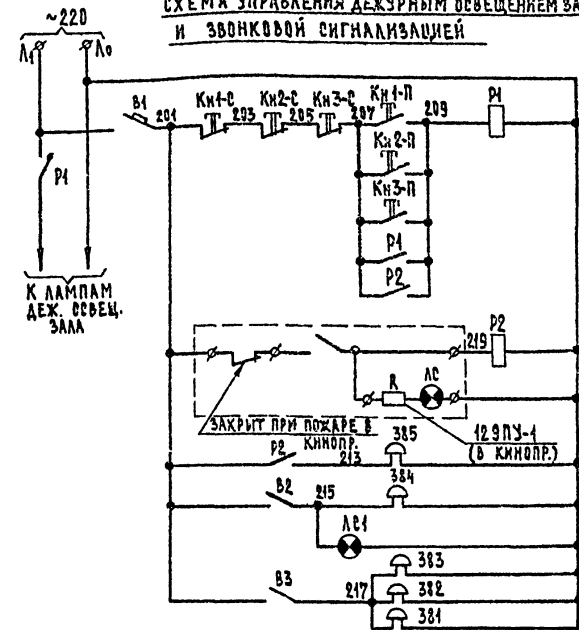 СХЕМА УПРАВЛЕНИЯ ДЕЖУРНЫМ ОСВЕЩЕНИЕМ ЗА
И ЗВОНКОВОЙ СИГНАЛИЗАЦИЕЙ
~220
Л1 Л0
В1 201 Кн1-С 203 Кн2-С 205 Кн3-С 207 Кн1-П 209 Р1
Кн2-П
Р1
Кн3-П
Р1
Р2
К ЛАМПАМ
ДЕЖ. ОСВЕЩ.
ЗАЛА
219 Р2
R ЛС
ЗАКРЫТ ПРИ ПОЖАРЕ В
КИНОПР.
129ПУ-1
(В КИНОПР.)
Р2 213 385
В2 215 384
ЛС1
383
В3 217 382
381